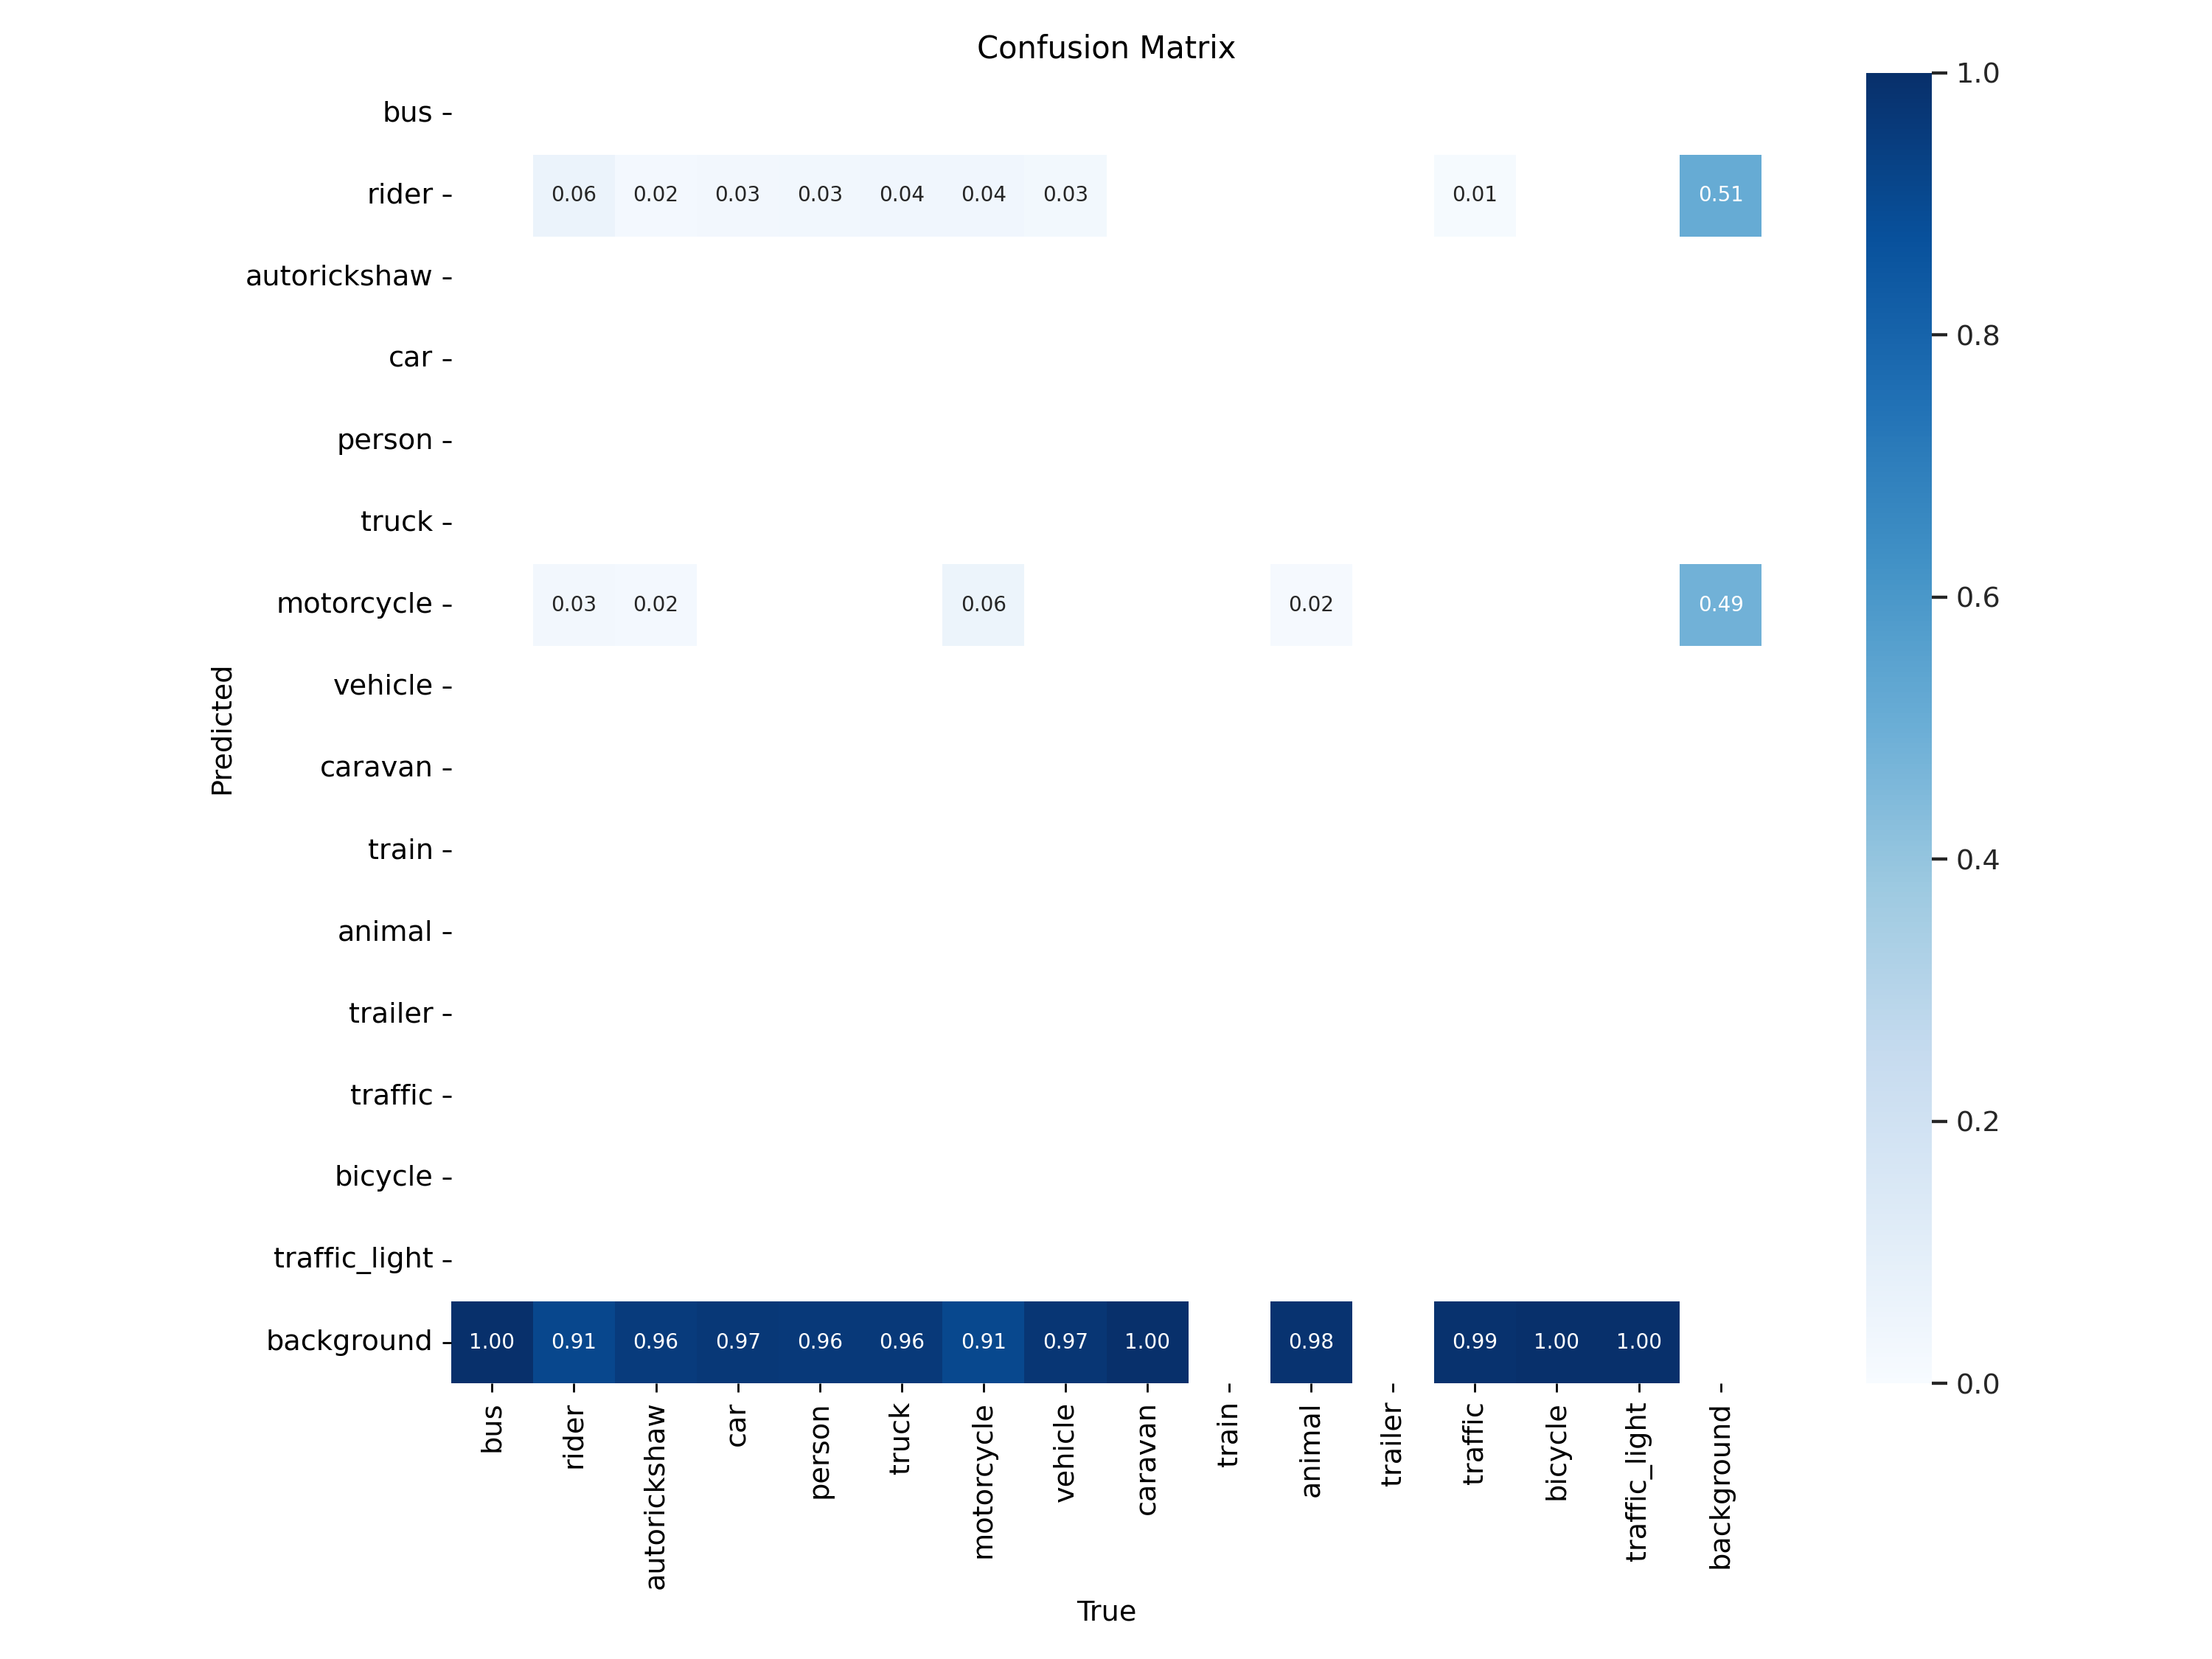 Confusion Matrix
bus
rider
0.06 0.02 0.03 0.03 0.04 0.04 0.03 0.01 0.51
autorickshaw
car
person
truck
motorcycle
0.03 0.02 0.06 0.02 0.49
vehicle
caravan
train
animal
trailer
traffic
bicycle
traffic_light
background
1.00 0.91 0.96 0.97 0.96 0.96 0.91 0.97 1.00 0.98 0.99 1.00 1.00
Predicted
bus
rider
autorickshaw
car
person
truck
motorcycle
vehicle
caravan
train
animal
trailer
traffic
bicycle
traffic_light
background
True
1.0
0.8
0.6
0.4
0.2
0.0